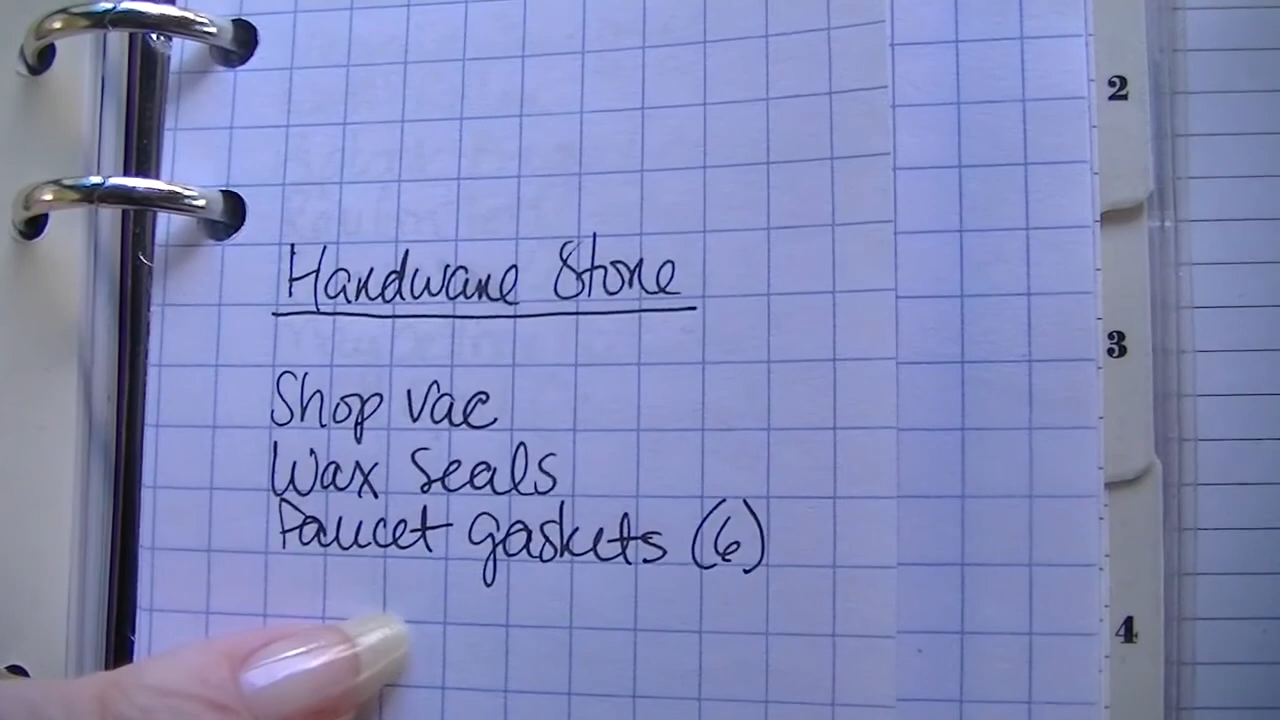 Hardware Store
Shop Vac
Wax Seals
Faucet gaskets (6)
2
3
4